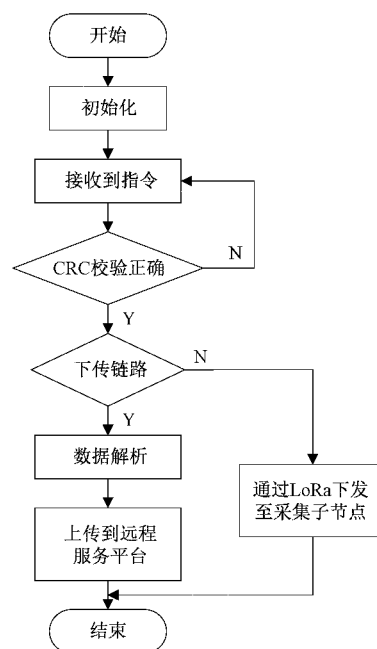 开始
初始化
接收到指令
CRC校验正确
N
Y
下传链路
N
Y
数据解析
通过LoRa下发
至采集子节点
上传到远程
服务平台
结束